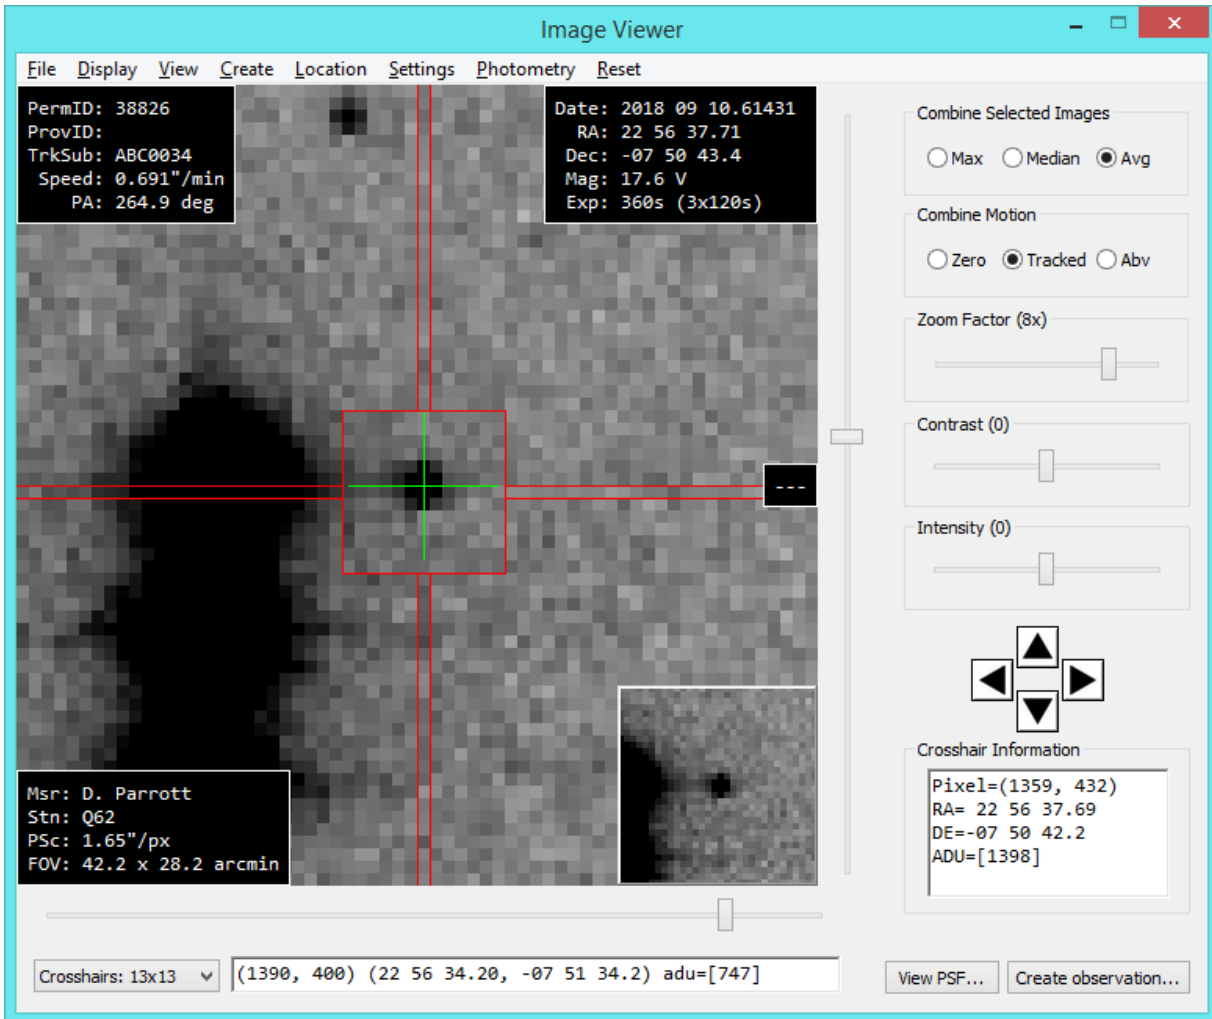 Image Viewer
File Display View Create Location Settings Photometry Reset
PermID: 38826
ProvID:
TrkSub: ABC0034
Speed: 0.691"/min
PA: 264.9 deg
Date: 2018 09 10.61431
RA: 22 56 37.71
Dec: -07 50 43.4
Mag: 17.6 V
Exp: 360s (3x120s)
---
Msr: D. Parrott
Stn: Q62
PSc: 1.65"/px
FOV: 42.2 x 28.2 arcmin
Combine Selected Images
Max Median Avg
Combine Motion
Zero Tracked Abv
Zoom Factor (8x)
Contrast (0)
Intensity (0)
Crosshair Information
Pixel=(1359, 432)
RA= 22 56 37.69
DE=-07 50 42.2
ADU=[1398]
Crosshairs: 13x13 (1390, 400) (22 56 34.20, -07 51 34.2) adu=[747] View PSF... Create observation...